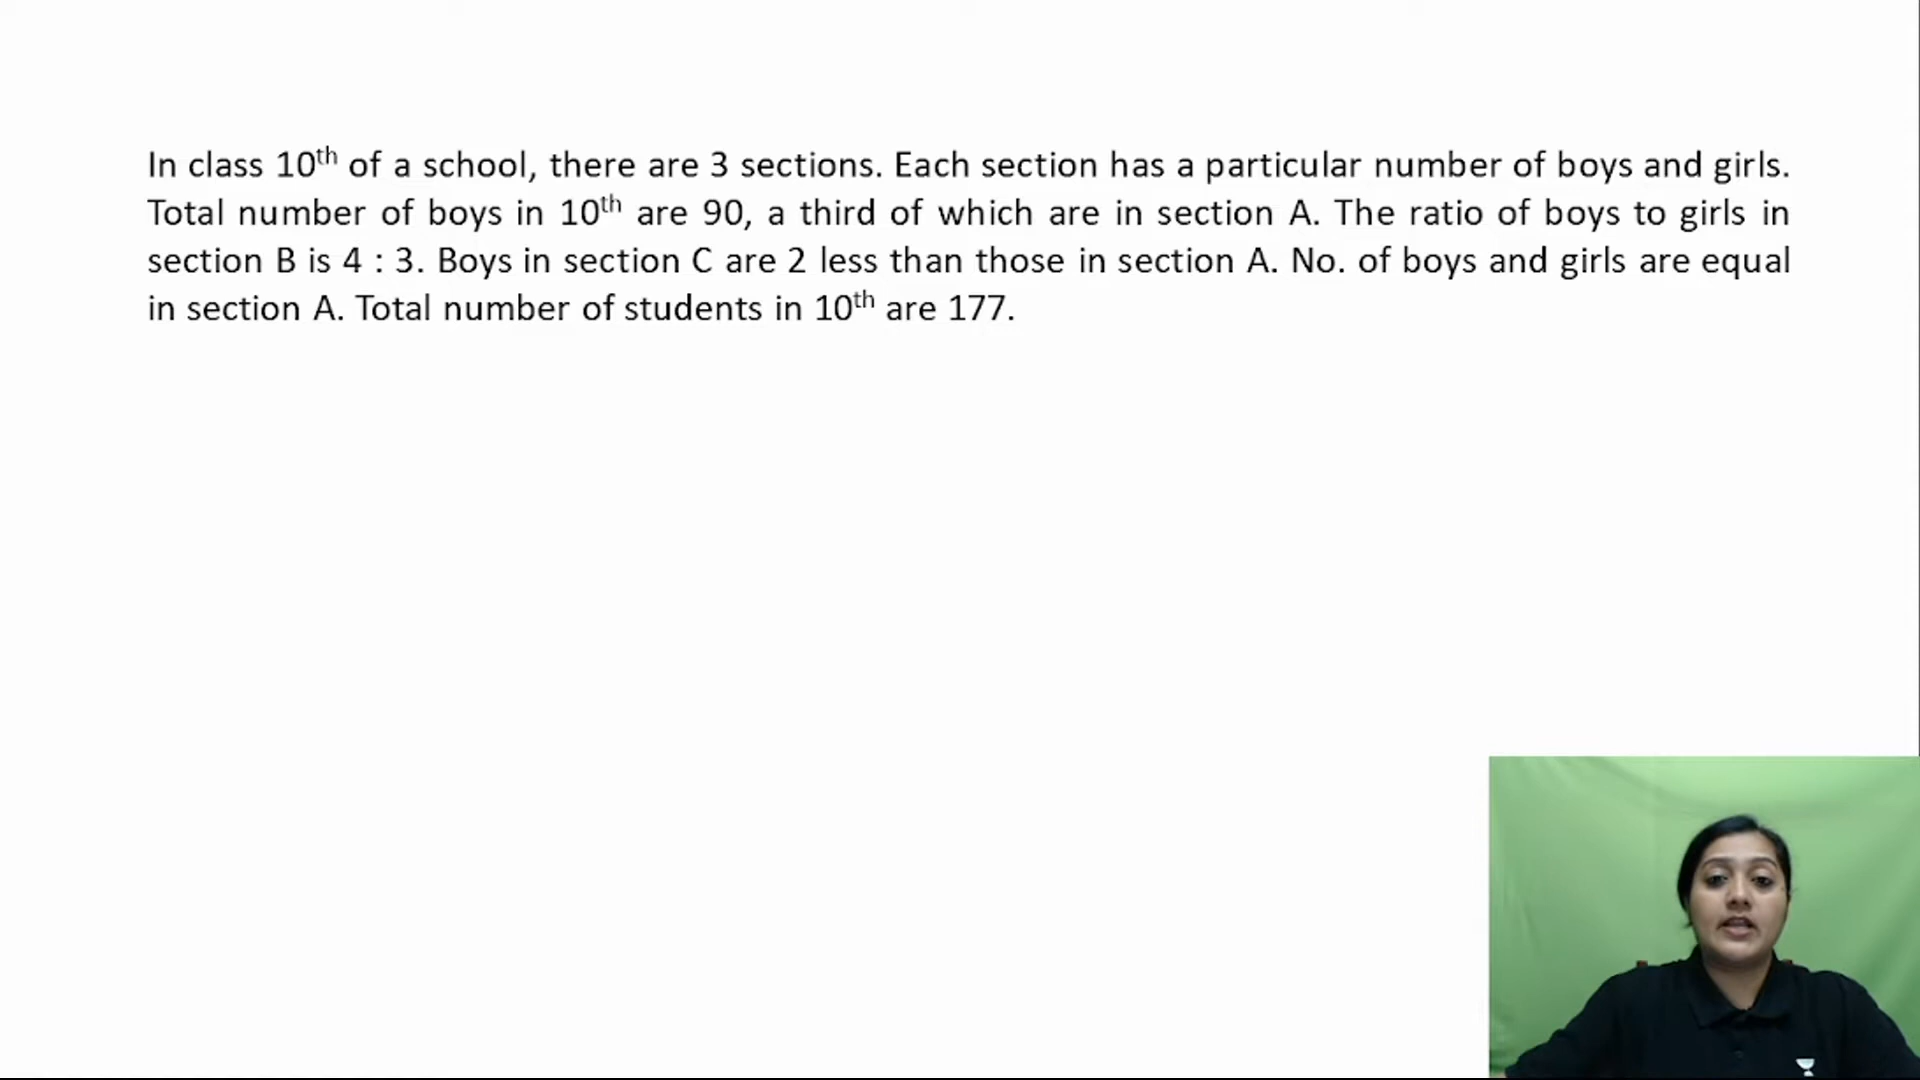 In class 10th of a school, there are 3 sections. Each section has a particular number of boys and girls.
Total number of boys in 10th are 90, a third of which are in section A. The ratio of boys to girls in
section B is 4 : 3. Boys in section C are 2 less than those in section A. No. of boys and girls are equal
in section A. Total number of students in 10th are 177.